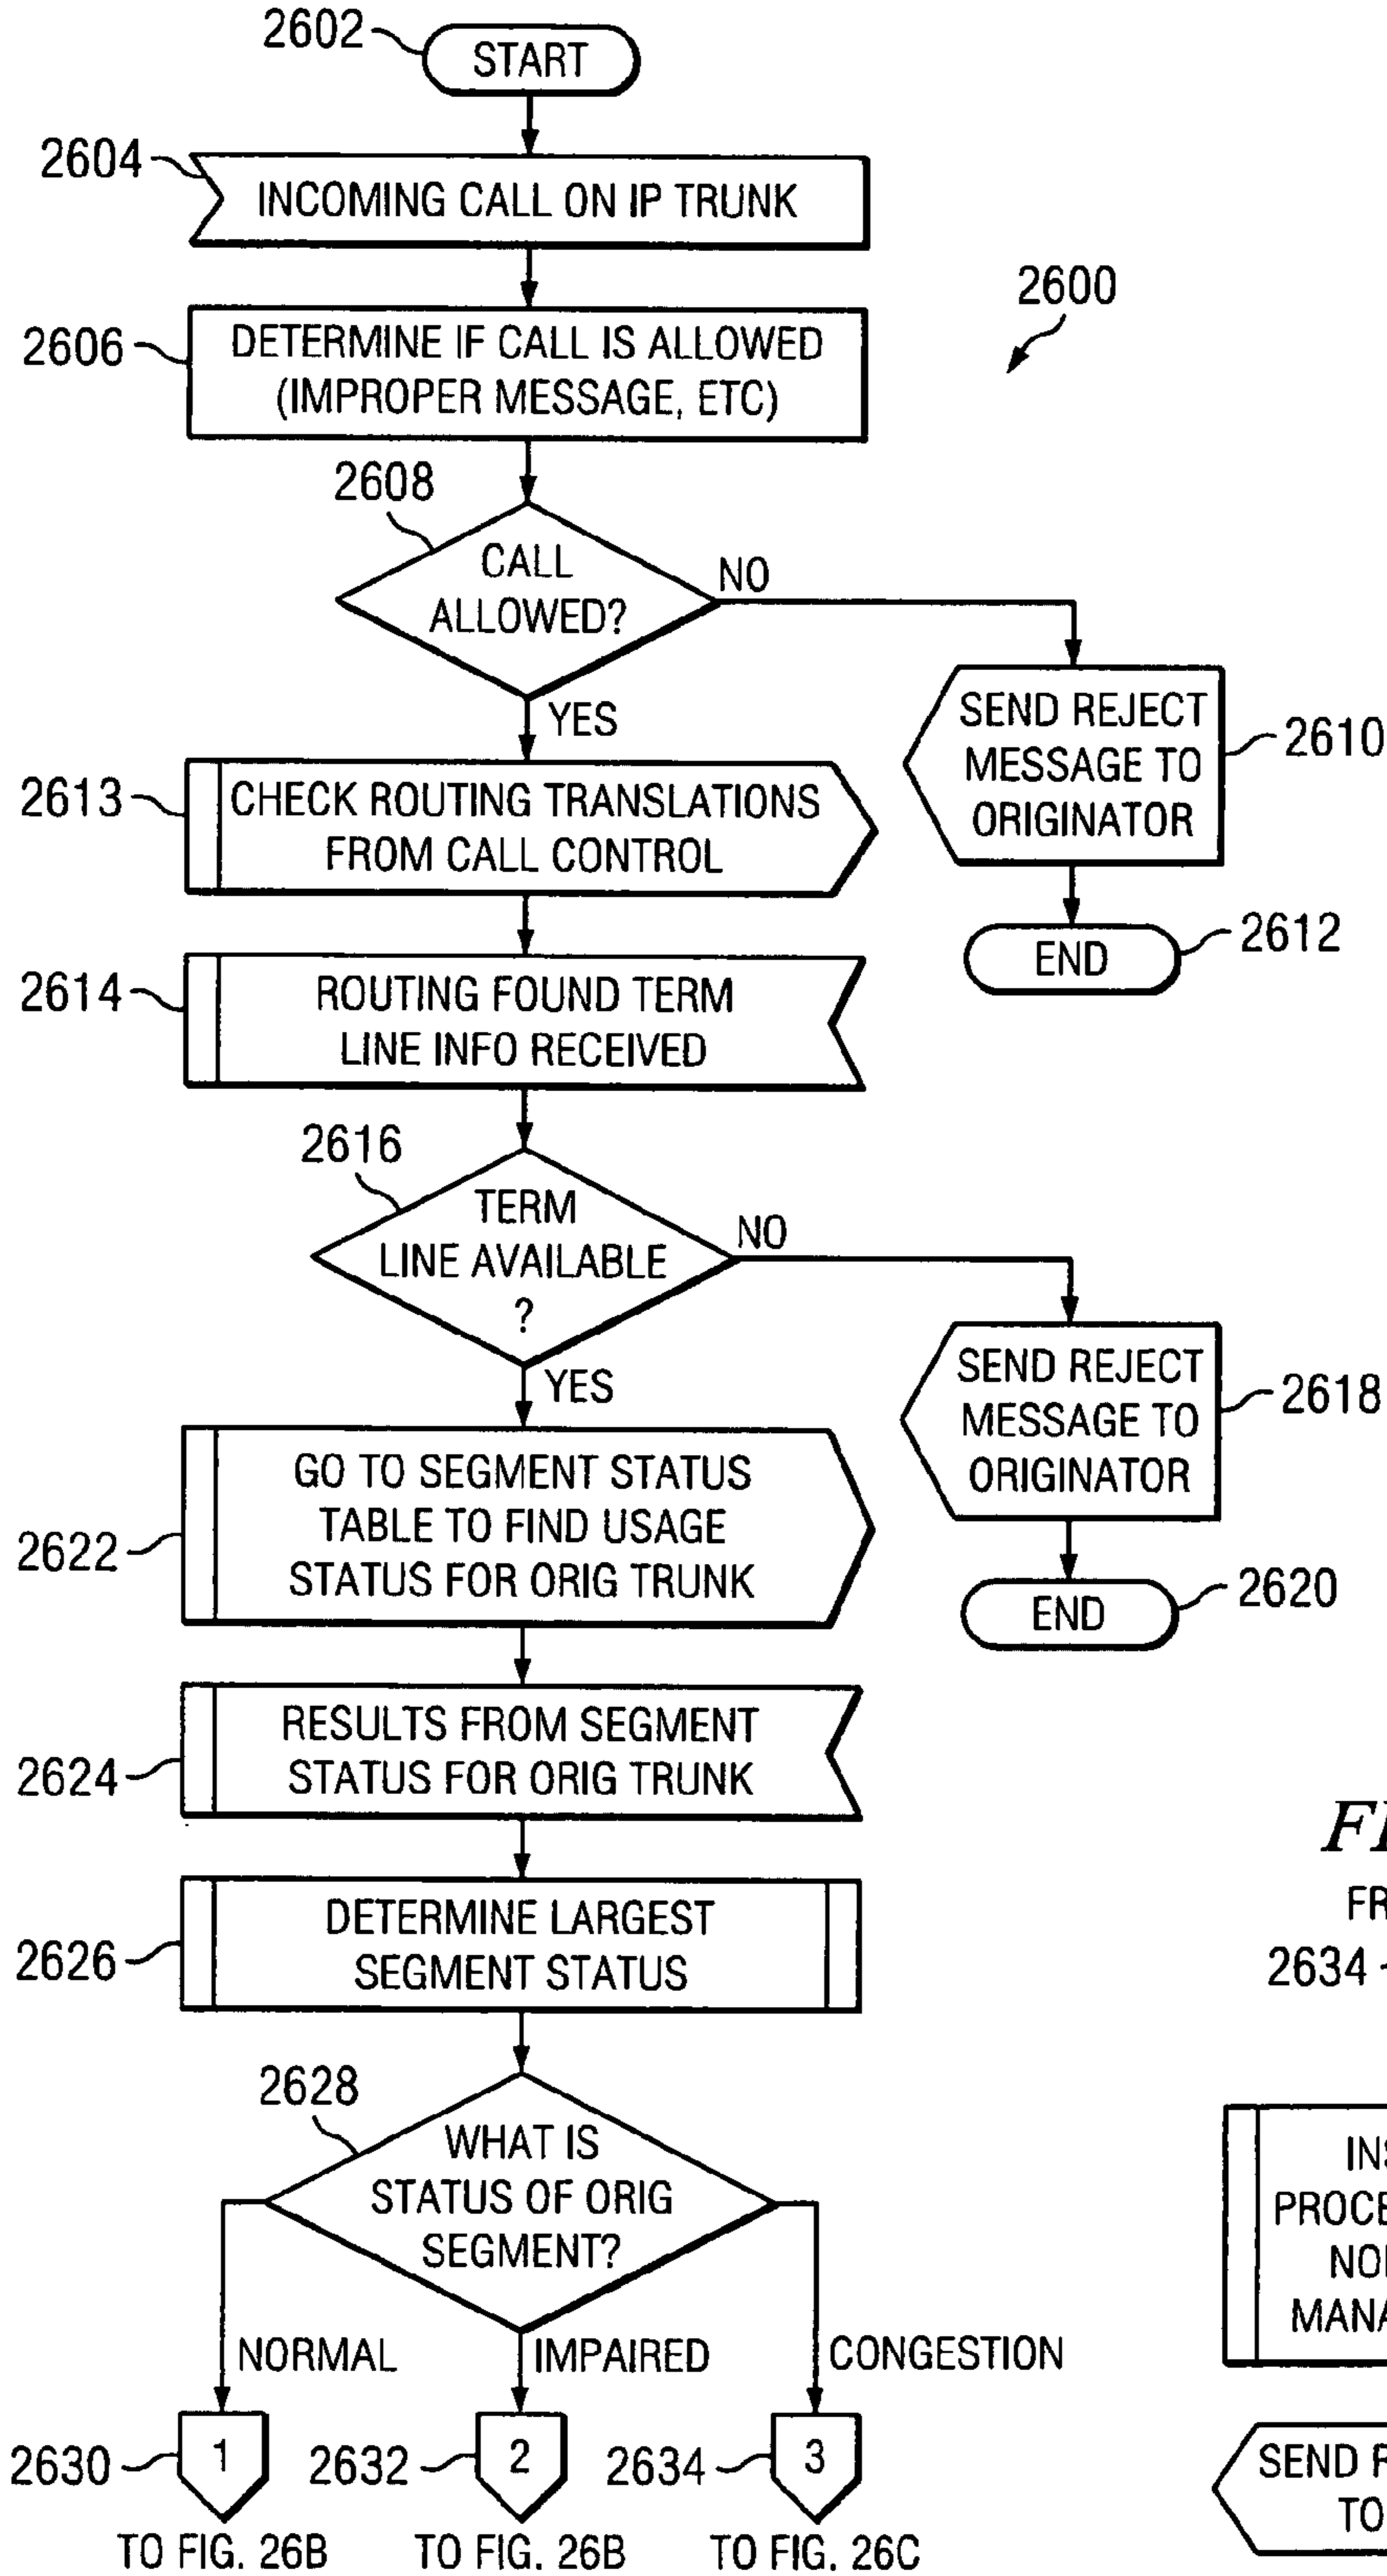 2602
START
2604
INCOMING CALL ON IP TRUNK
2600
2606
DETERMINE IF CALL IS ALLOWED
(IMPROPER MESSAGE, ETC)
2608
CALL
ALLOWED?
NO
YES
SEND REJECT
MESSAGE TO
ORIGINATOR
2610
2613
CHECK ROUTING TRANSLATIONS
FROM CALL CONTROL
END
2612
2614
ROUTING FOUND TERM
LINE INFO RECEIVED
2616
TERM
LINE AVAILABLE
?
NO
YES
SEND REJECT
MESSAGE TO
ORIGINATOR
2618
2622
GO TO SEGMENT STATUS
TABLE TO FIND USAGE
STATUS FOR ORIG TRUNK
END
2620
2624
RESULTS FROM SEGMENT
STATUS FOR ORIG TRUNK
2626
DETERMINE LARGEST
SEGMENT STATUS
2634
2628
WHAT IS
STATUS OF ORIG
SEGMENT?
NORMAL
IMPAIRED
CONGESTION
2630
1
2632
2
2634
3
TO FIG. 26B
TO FIG. 26B
TO FIG. 26C
SEND
TO